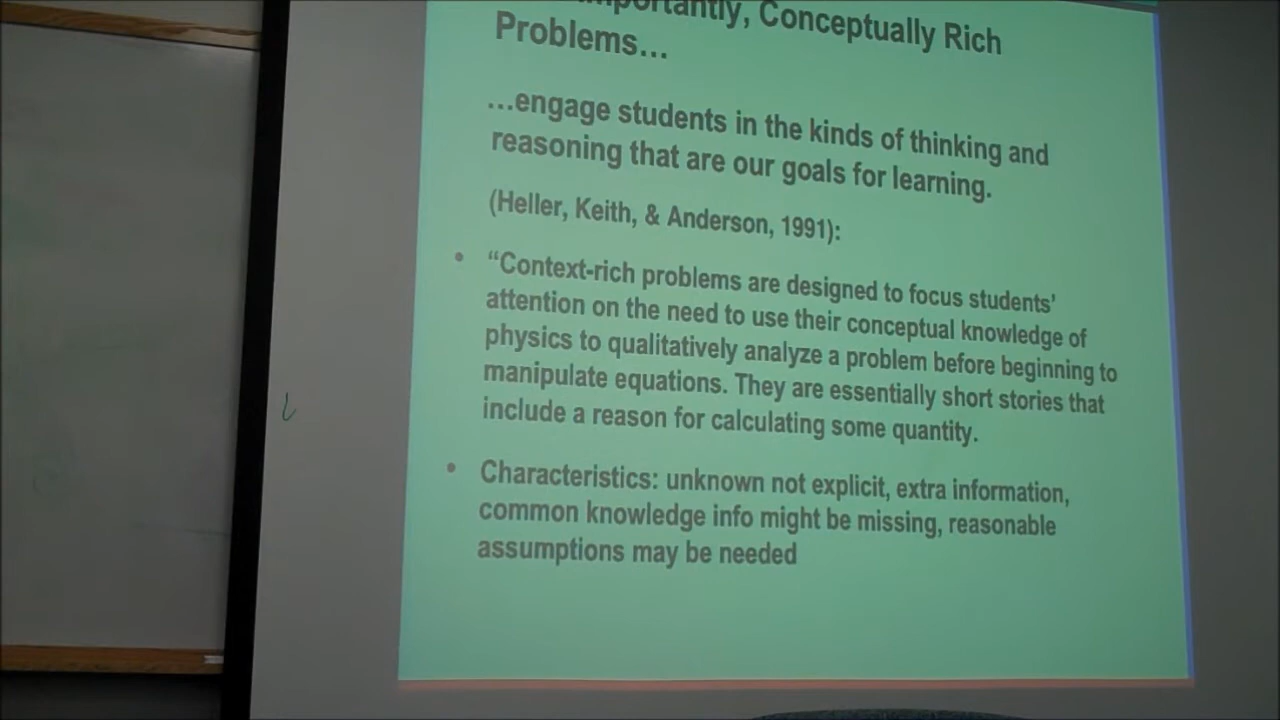 Conceptually Rich
Problems...
...engage students in the kinds of thinking and
reasoning that are our goals for learning.
(Heller, Keith, & Anderson, 1991):
• “Context-rich problems are designed to focus students’
attention on the need to use their conceptual knowledge of
physics to qualitatively analyze a problem before beginning to
manipulate equations. They are essentially short stories that
include a reason for calculating some quantity.
• Characteristics: unknown not explicit, extra information,
common knowledge info might be missing, reasonable
assumptions may be needed